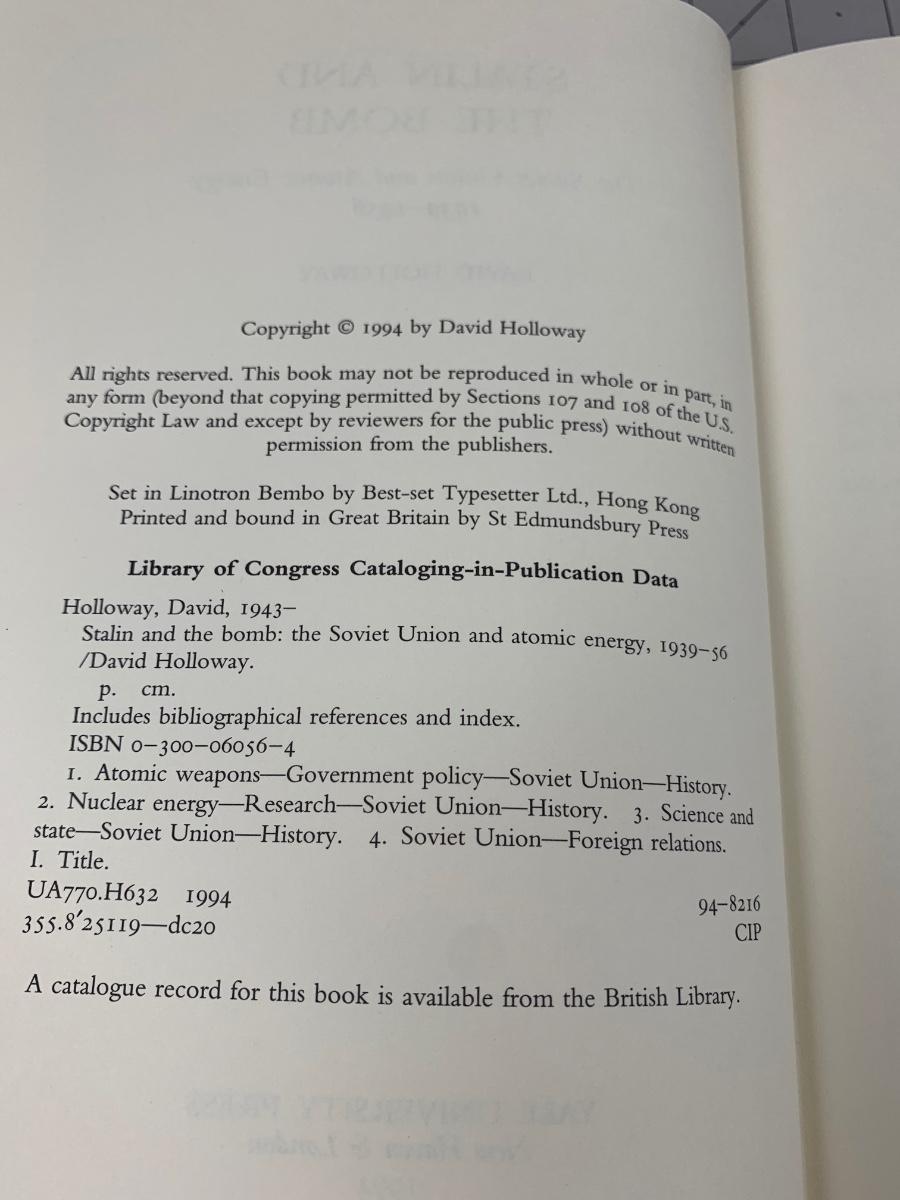 Copyright © 1994 by David Holloway
All rights reserved. This book may not be reproduced in whole or in part, in
any form (beyond that copying permitted by Sections 107 and 108 of the U.S.
Copyright Law and except by reviewers for the public press) without written
permission from the publishers.
Set in Linotron Bembo by Best-set Typesetter Ltd., Hong Kong
Printed and bound in Great Britain by St Edmundsbury Press
Library of Congress Cataloging-in-Publication Data
Holloway, David, 1943–
Stalin and the bomb: the Soviet Union and atomic energy, 1939–56
/David Holloway.
p. cm.
Includes bibliographical references and index.
ISBN 0–300–06056–4
1. Atomic weapons—Government policy—Soviet Union—History.
2. Nuclear energy—Research—Soviet Union—History. 3. Science and
state—Soviet Union—History. 4. Soviet Union—Foreign relations.
I. Title.
UA770.H632 1994
94–8216
355.8′25119—dc20
CIP
A catalogue record for this book is available from the British Library.